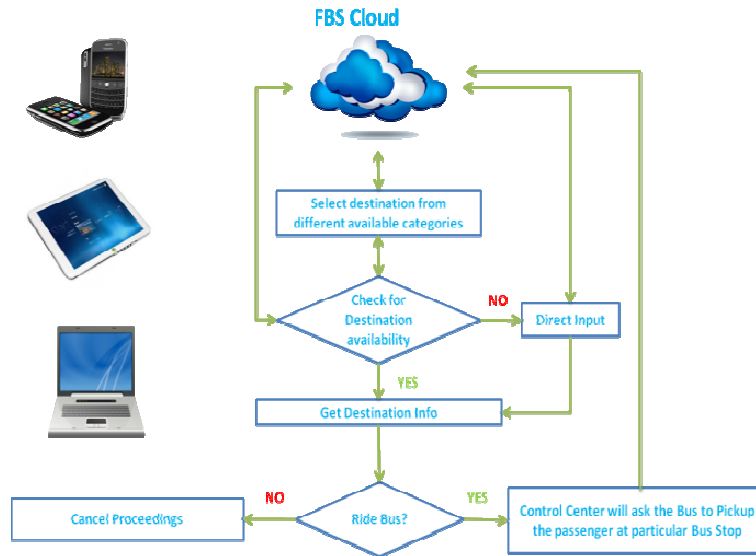 FBS Cloud
Select destination from
different available categories.
Check for
Destination
availability
NO
Direct Input
YES
Get Destination Info
NO
YES
Cancel Proceedings
Ride Bus?
Control Center will ask the Bus to Pickup
the passenger at particular Bus Stop